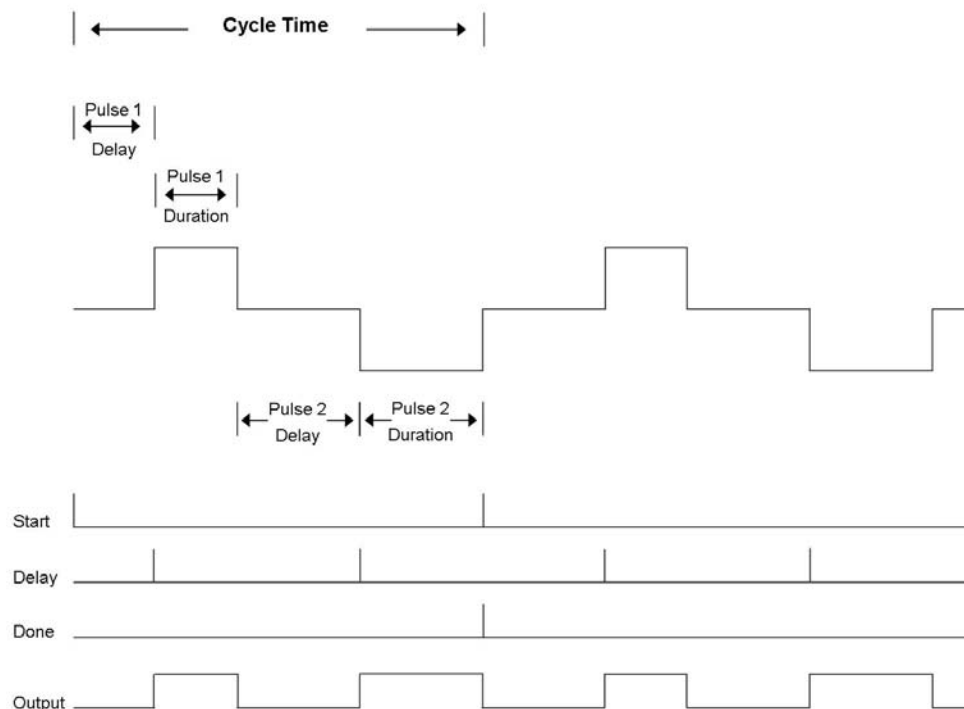 Cycle Time
Pulse 1
Delay
Pulse 1
Duration
Pulse 2
Delay
Pulse 2
Duration
Start
Delay
Done
Output